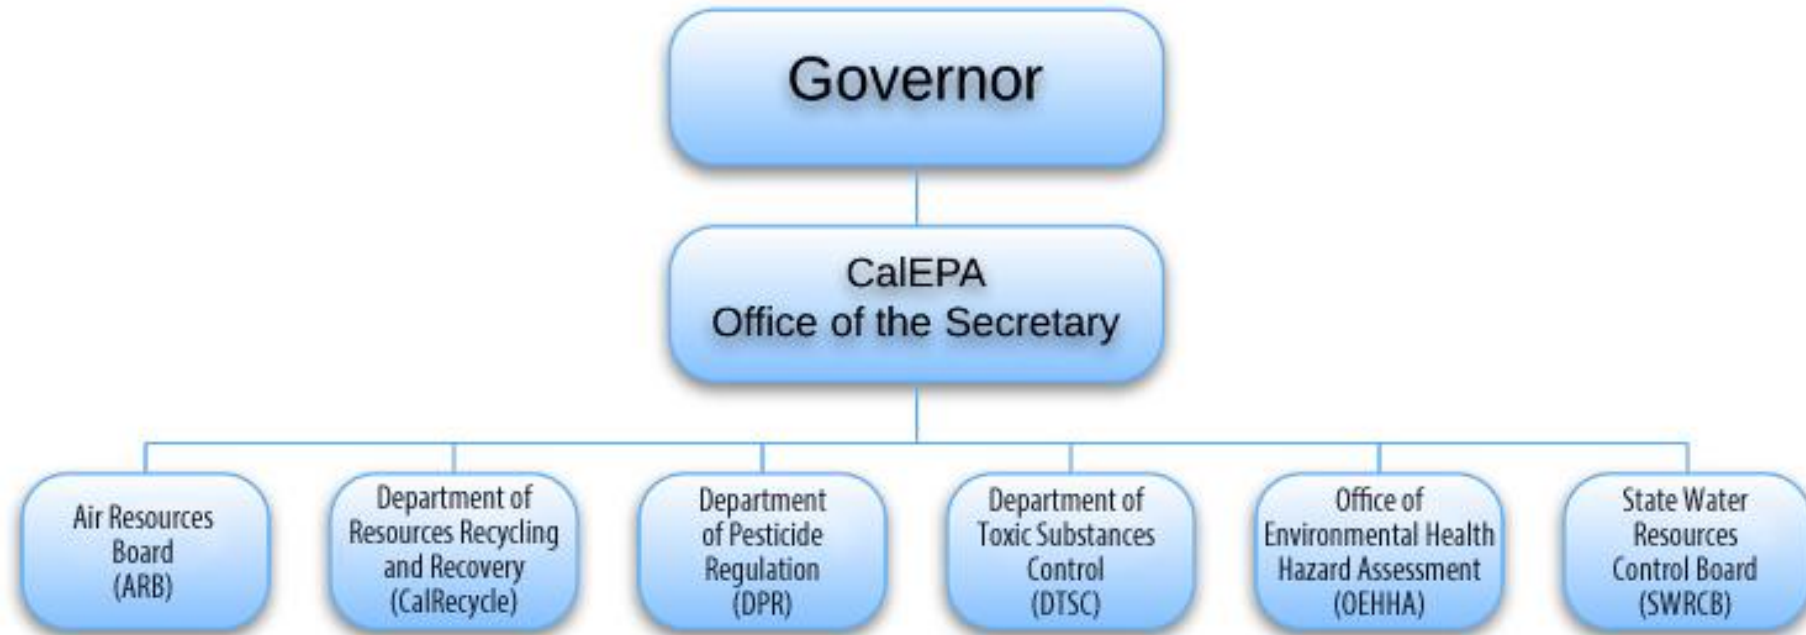 Governor
CalEPA
Office of the Secretary
Air Resources
Board
(ARB)
Department of
Resources Recycling
and Recovery
(CalRecycle)
Department
of Pesticide
Regulation
(DPR)
Department of
Toxic Substances
Control
(DTSC)
Office of
Environmental Health
Hazard Assessment
(OEHHA)
State Water
Resources
Control Board
(SWRCB)